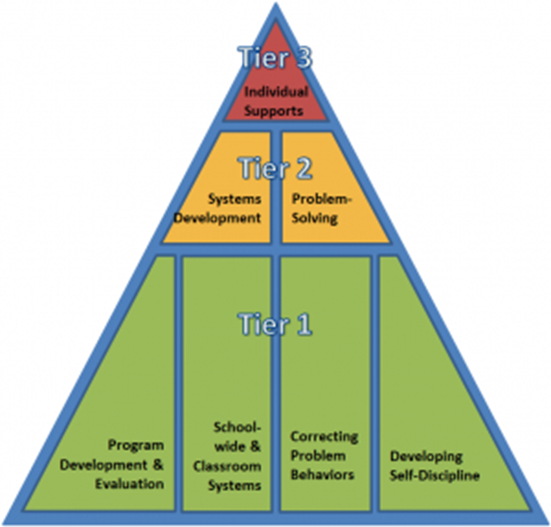 Tier 3
Individual
Supports
Tier 2
Systems
Development
Problem-
Solving
Tier 1
Program
Development &
Evaluation
School-
wide &
Classroom
Systems
Correcting
Problem
Behaviors
Developing
Self-Discipline